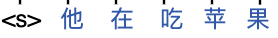 <s> 他 在 吃 苹 果